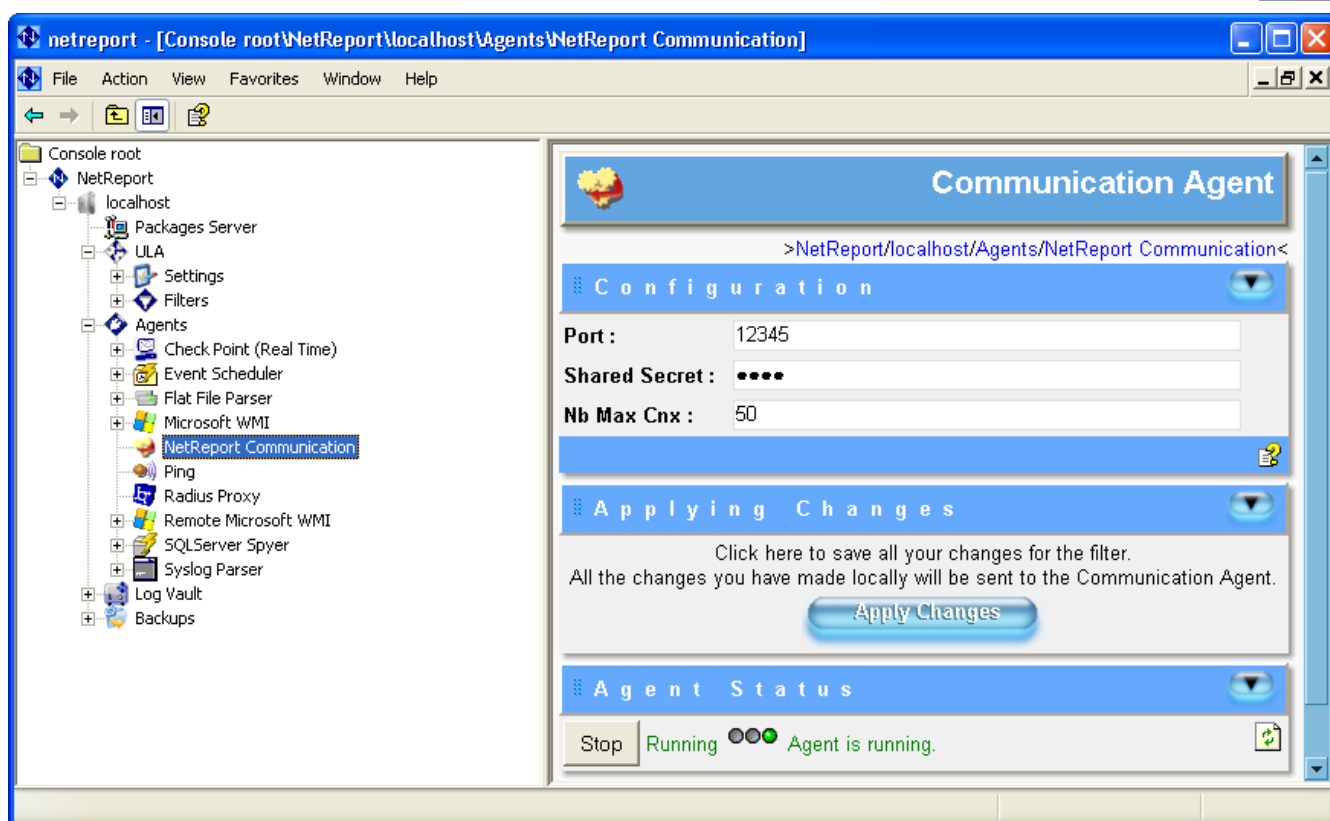 netreport - [Console root\NetReport\localhost\Agents\NetReport Communication]
File Action View Favorites Window Help
Console root
NetReport
localhost
Packages Server
ULA
Settings
Filters
Agents
Check Point (Real Time)
Event Scheduler
Flat File Parser
Microsoft WMI
NetReport Communication
Ping
Radius Proxy
Remote Microsoft WMI
SQLServer Spyer
Syslog Parser
Log Vault
Backups
Communication Agent
>NetReport/localhost/Agents/NetReport Communication<
Configuration
Port : 12345
Shared Secret : ●●●●
Nb Max Cnx : 50
Applying Changes
Click here to save all your changes for the filter.
All the changes you have made locally will be sent to the Communication Agent.
Apply Changes
Agent Status
Stop Running Agent is running.